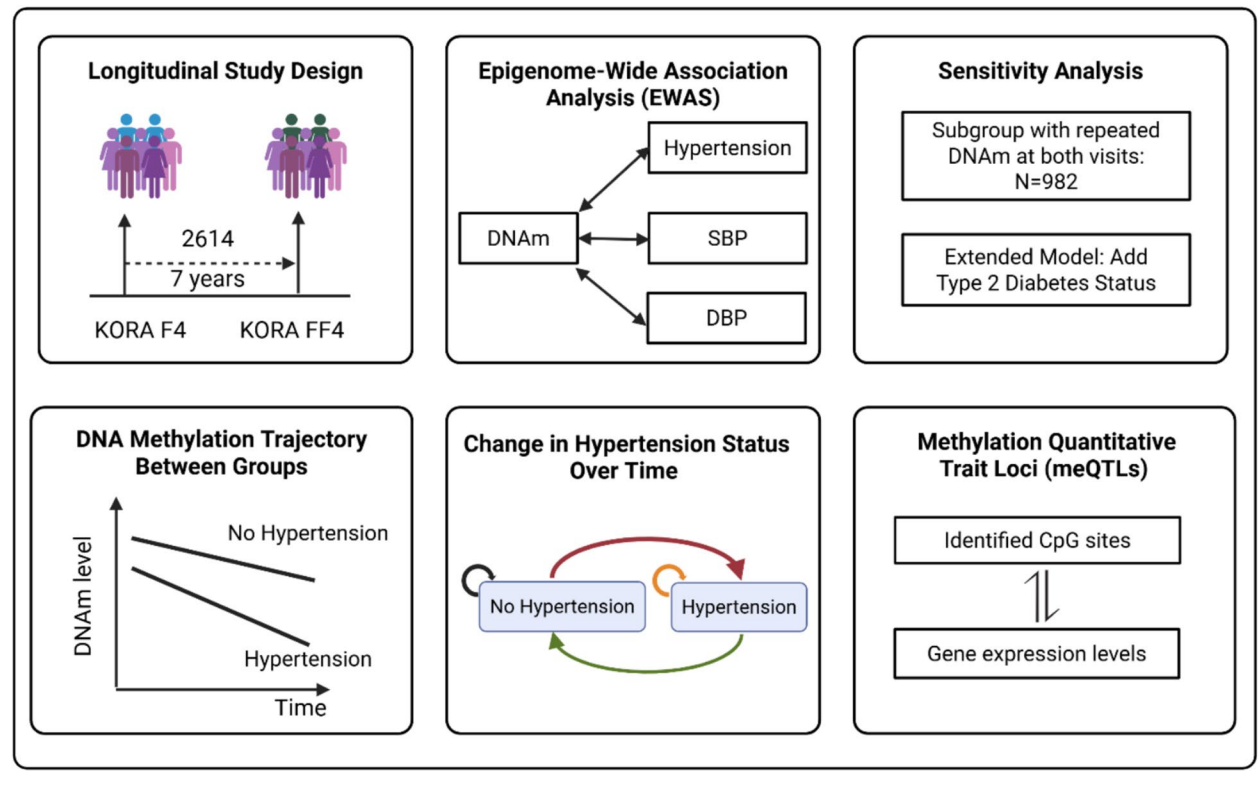 Longitudinal Study Design
2614
7 years
KORA F4
KORA FF4
Epigenome-Wide Association
Analysis (EWAS)
Hypertension
DNAm
SBP
DBP
Sensitivity Analysis
Subgroup with repeated
DNAm at both visits:
N=982
Extended Model: Add
Type 2 Diabetes Status
DNA Methylation Trajectory
Between Groups
DNAm level
No Hypertension
Hypertension
Time
Change in Hypertension Status
Over Time
No Hypertension
Hypertension
Methylation Quantitative
Trait Loci (meQTLs)
Identified CpG sites
Gene expression levels